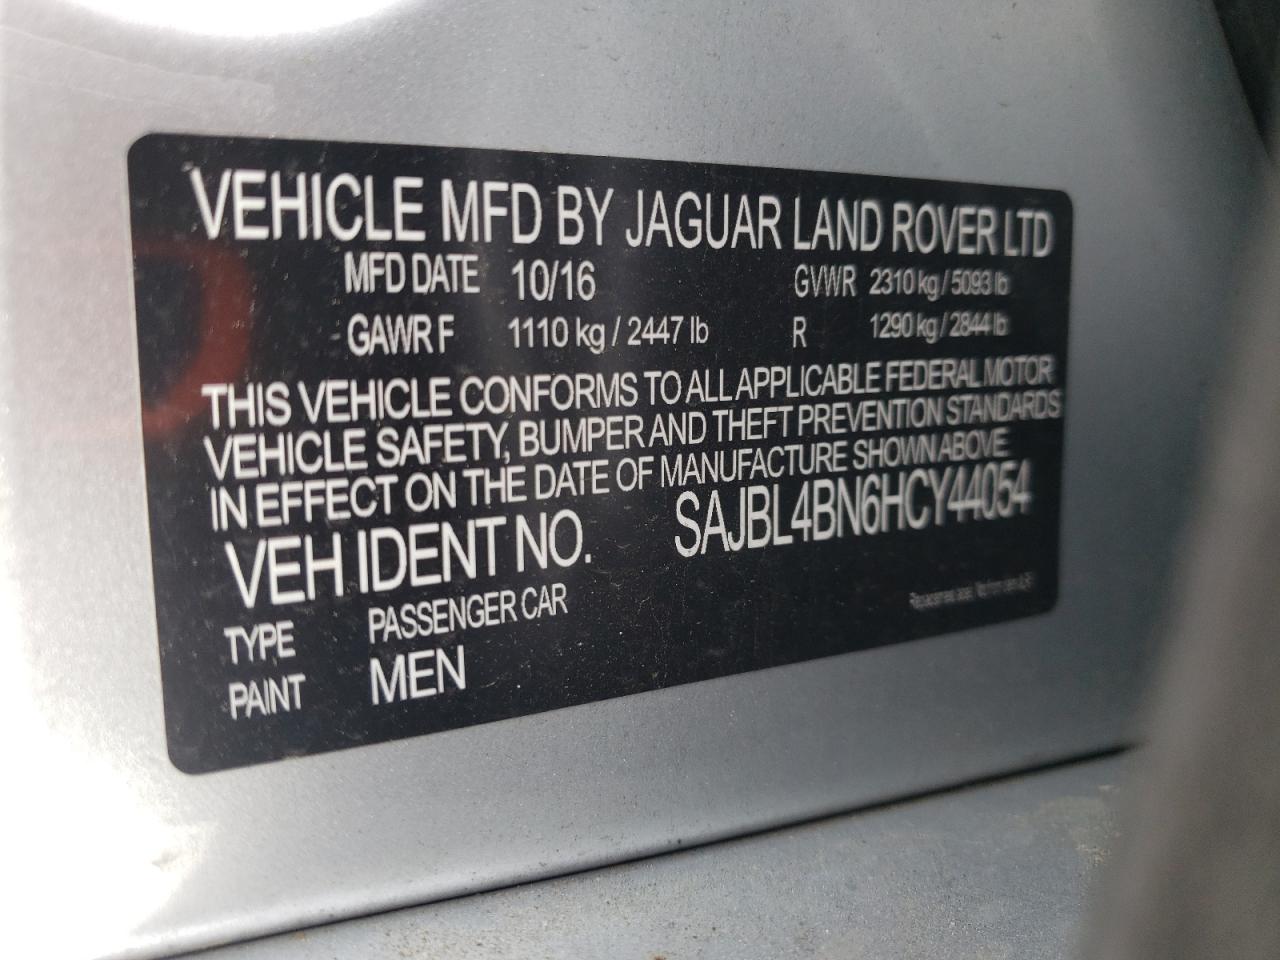 VEHICLE MFD BY JAGUAR LAND ROVER LTD
MFD DATE 10/16 GVWR 2310 kg / 5093 lb
GAWR F 1110 kg / 2447 lb R 1290 kg / 2844 lb
THIS VEHICLE CONFORMS TO ALL APPLICABLE FEDERAL MOTOR
VEHICLE SAFETY, BUMPER AND THEFT PREVENTION STANDARDS
IN EFFECT ON THE DATE OF MANUFACTURE SHOWN ABOVE
VEH IDENT NO. SAJBL4BN6HCY44054
TYPE PASSENGER CAR
PAINT MEN